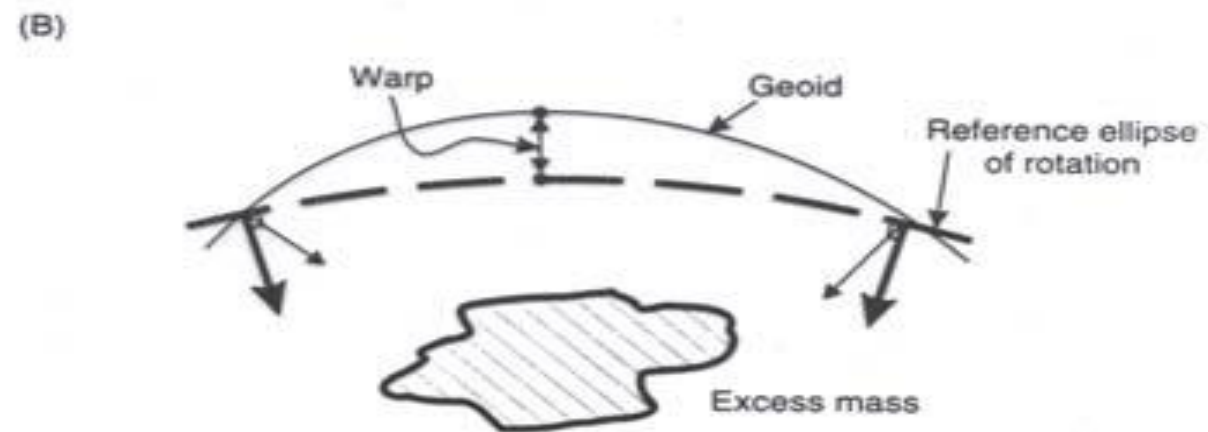 (B)
Warp
Geoid
Reference ellipse
of rotation
Excess mass